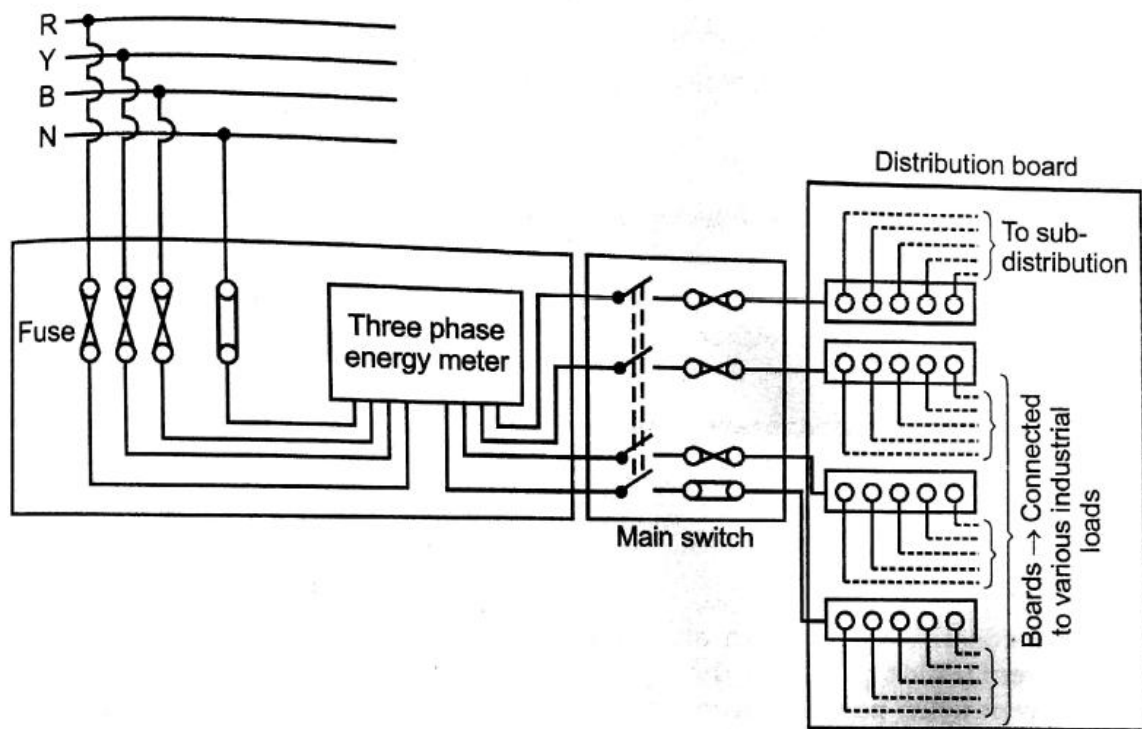 R
Y
B
N
Distribution board
To sub-
distribution
Fuse
Three phase
energy meter
Main switch
Boards → Connected
to various industrial
loads